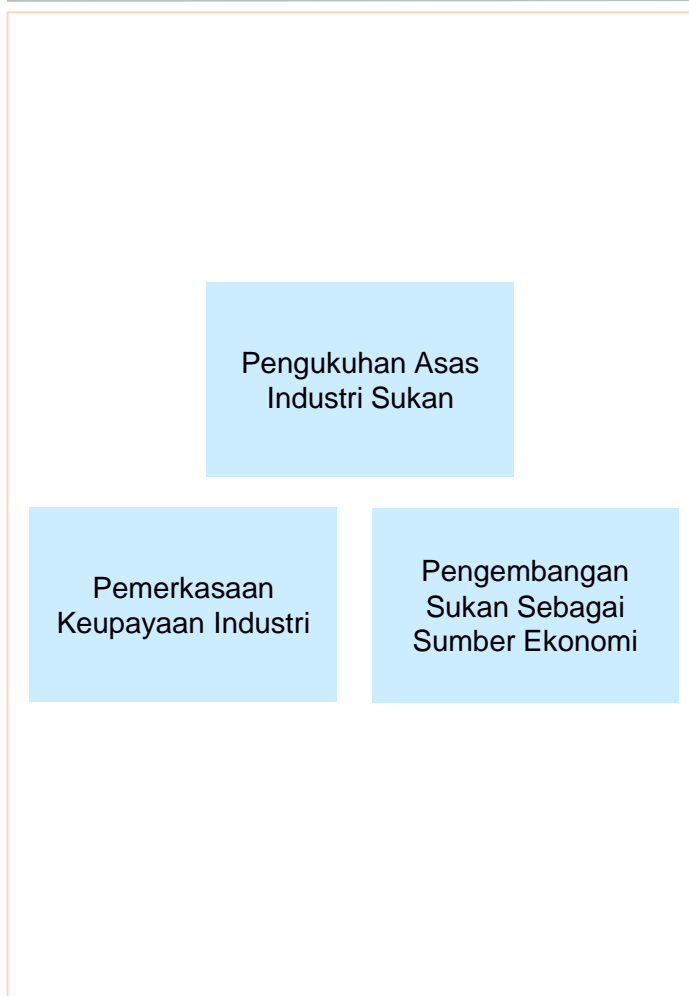 Pengukuhan Asas
Industri Sukan
Pemerkasaan
Keupayaan Industri
Pengembangan
Sukan Sebagai
Sumber Ekonomi